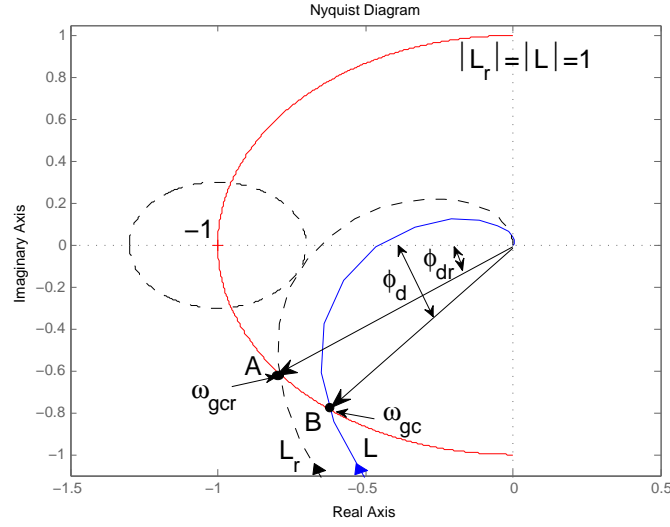 Nyquist Diagram
|L_r|=|L|=1
1
0.8
0.6
0.4
0.2
0
−0.2
−0.4
−0.6
−0.8
−1
Imaginary Axis
−1
ϕ_dr
ϕ_d
A
ω_gcr
B
ω_gc
L_r
L
−1.5
−1
−0.5
0
0.5
Real Axis